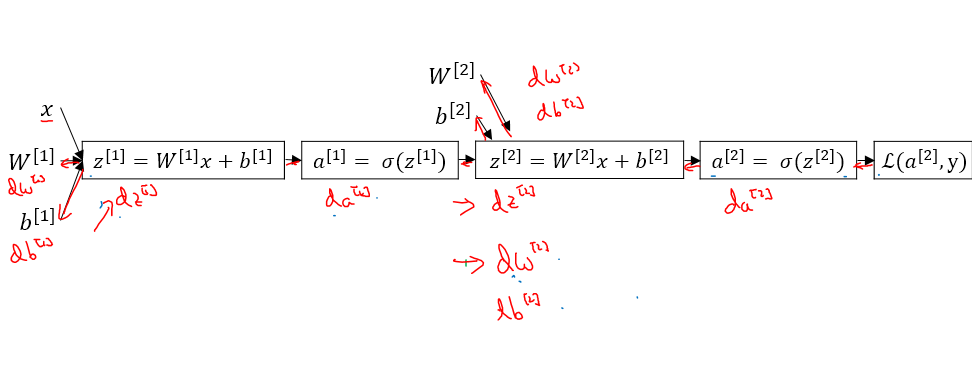 W^[2]
dw^[2]
b^[2]
db^[2]
x
W^[1]
z^[1] = W^[1]x + b^[1]
a^[1] = σ(z^[1])
z^[2] = W^[2]x + b^[2]
a^[2] = σ(z^[2])
ℒ(a^[2], y)
dw^[1]
dz^[1]
da^[1]
dz^[2]
da^[2]
b^[1]
db^[1]
dw^[2]
db^[2]